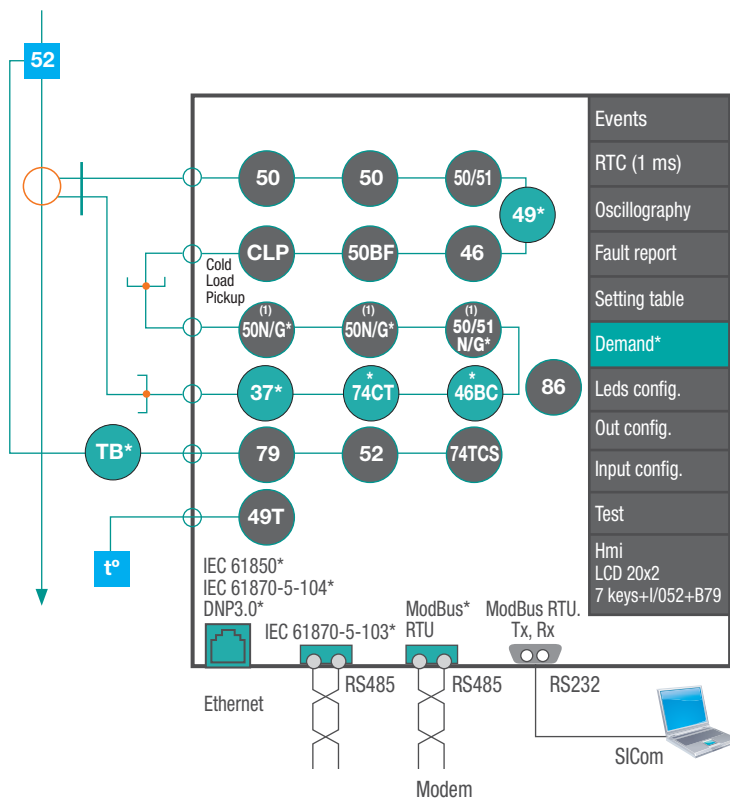 52
Events
RTC (1 ms)
Oscillography
Fault report
Setting table
Demand*
Leds config.
Out config.
Input config.
Test
Hmi
LCD 20x2
7 keys+I/052+B79
50
50
50/51
49*
CLP
50BF
46
Cold
Load
Pickup
(1)
50N/G*
(1)
50N/G*
(1)
50/51
N/G*
37*
*
74CT
*
46BC
86
TB*
79
52
74TCS
49T
tº
IEC 61850*
IEC 61870-5-104*
DNP3.0*
IEC 61870-5-103*
ModBus*
RTU
ModBus RTU.
Tx, Rx
Ethernet
RS485
RS485
RS232
SICom
Modem